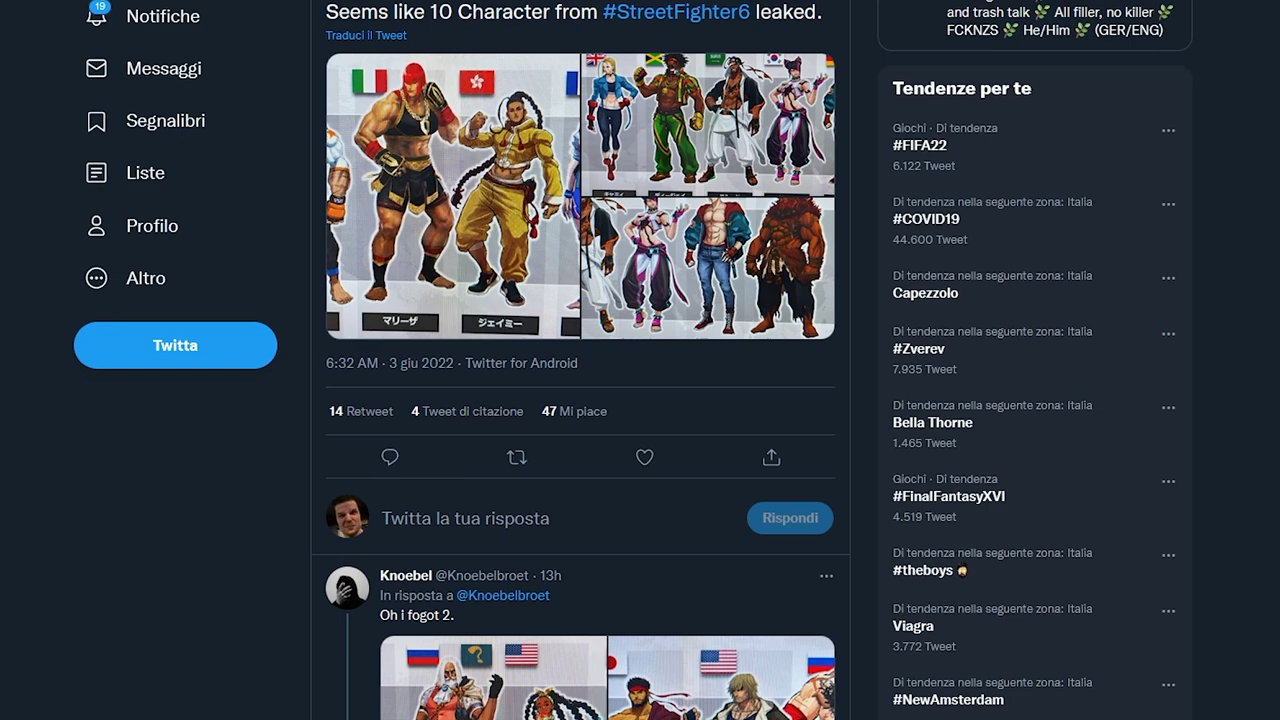 19
Notifiche
Messaggi
Segnalibri
Liste
Profilo
Altro
Twitta
Seems like 10 Character from #StreetFighter6 leaked.
Traduci il Tweet
マリーザ
ジェイミー
キャミィ
6:32 AM · 3 giu 2022 · Twitter for Android
14 Retweet 4 Tweet di citazione 47 Mi piace
Twitta la tua risposta
Rispondi
Knoebel @Knoebelbroet · 13h
In risposta a @Knoebelbroet
Oh i fogot 2.
and trash talk 🌿 All filler, no killer 🌿
FCKNZS 🌿 He/Him 🌿 (GER/ENG)
Tendenze per te
Giochi · Di tendenza
#FIFA22
6.122 Tweet
Di tendenza nella seguente zona: Italia
#COVID19
44.600 Tweet
Di tendenza nella seguente zona: Italia
Capezzolo
Di tendenza nella seguente zona: Italia
#Zverev
7.935 Tweet
Di tendenza nella seguente zona: Italia
Bella Thorne
1.465 Tweet
Giochi · Di tendenza
#FinalFantasyXVI
4.519 Tweet
Di tendenza nella seguente zona: Italia
#theboys
Di tendenza nella seguente zona: Italia
Viagra
3.772 Tweet
Di tendenza nella seguente zona: Italia
#NewAmsterdam